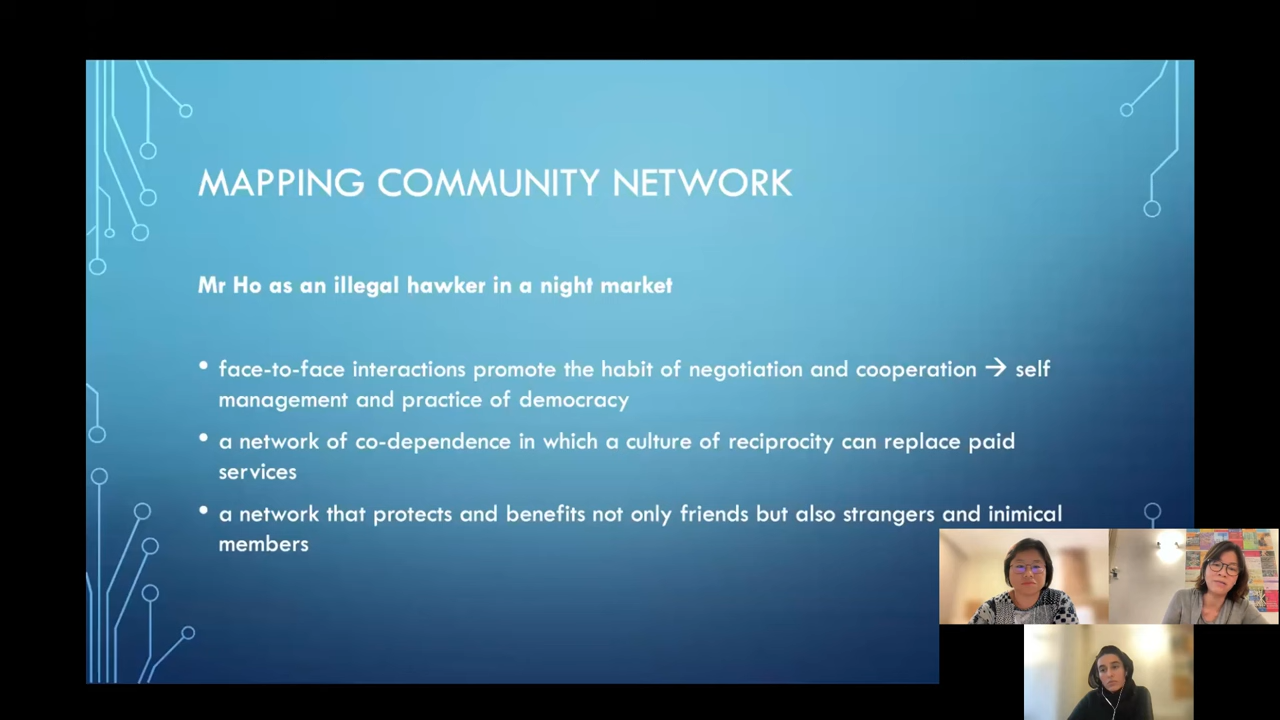 MAPPING COMMUNITY NETWORK
Mr Ho as an illegal hawker in a night market
• face-to-face interactions promote the habit of negotiation and cooperation → self
management and practice of democracy
• a network of co-dependence in which a culture of reciprocity can replace paid
services
• a network that protects and benefits not only friends but also strangers and inimical
members